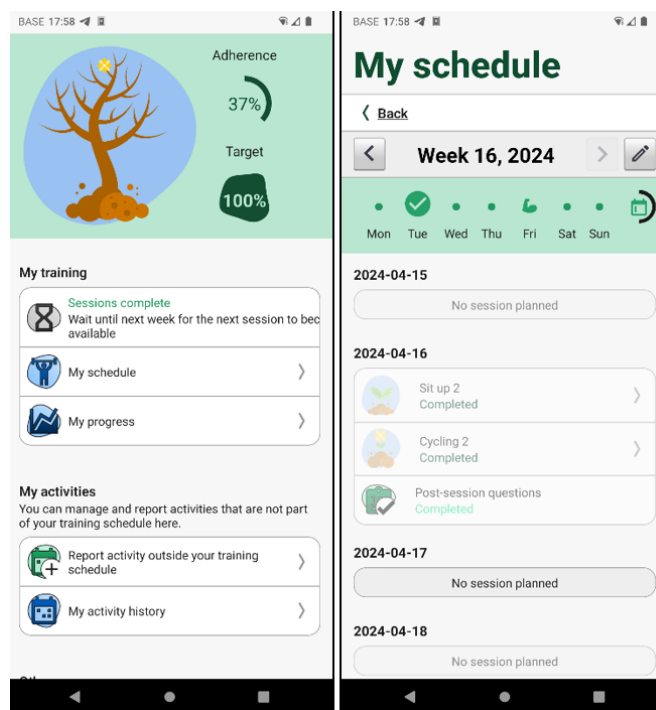 BASE 17:58
Adherence
37%
Target
100%
My training
Sessions complete
Wait until next week for the next session to bec
available
My schedule
My progress
My activities
You can manage and report activities that are not part
of your training schedule here.
Report activity outside your training
schedule
My activity history
BASE 17:58
My schedule
Back
Week 16, 2024
Mon Tue Wed Thu Fri Sat Sun
2024-04-15
No session planned
2024-04-16
Sit up 2
Completed
Cycling 2
Completed
Post-session questions
Completed
2024-04-17
No session planned
2024-04-18
No session planned